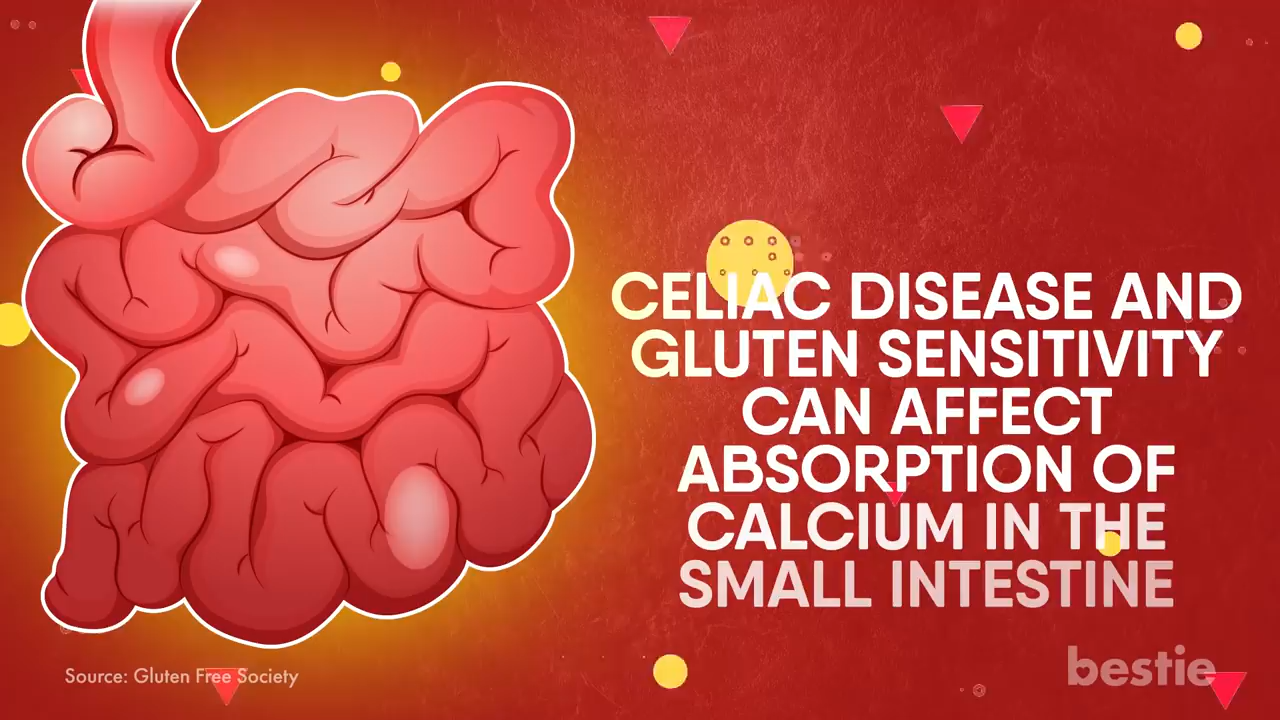 CELIAC DISEASE AND
GLUTEN SENSITIVITY
CAN AFFECT
ABSORPTION OF
CALCIUM IN THE
SMALL INTESTINE
Source: Gluten Free Society
bestie